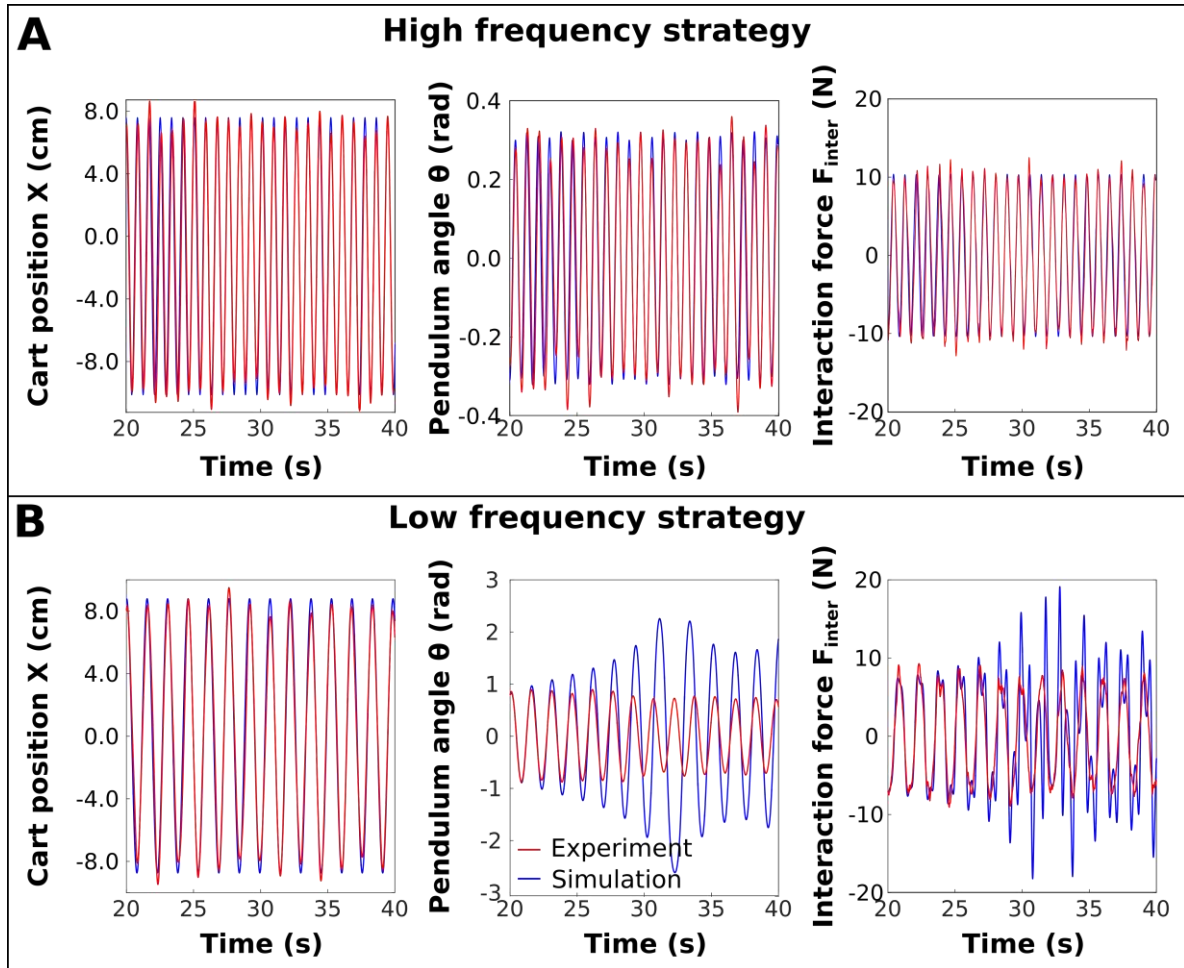 A
High frequency strategy
Cart position X (cm)
8.0
4.0
0.0
-4.0
-8.0
20 25 30 35 40
Time (s)
Pendulum angle θ (rad)
0.4
0.2
0.0
-0.2
-0.4
20 25 30 35 40
Time (s)
Interaction force Finter (N)
20
10
0
-10
-20
20 25 30 35 40
Time (s)
B
Low frequency strategy
Cart position X (cm)
8.0
4.0
0.0
-4.0
-8.0
20 25 30 35 40
Time (s)
Pendulum angle θ (rad)
3
2
1
0
-1
-2
-3
Experiment
Simulation
20 25 30 35 40
Time (s)
Interaction force Finter (N)
20
10
0
-10
-20
20 25 30 35 40
Time (s)